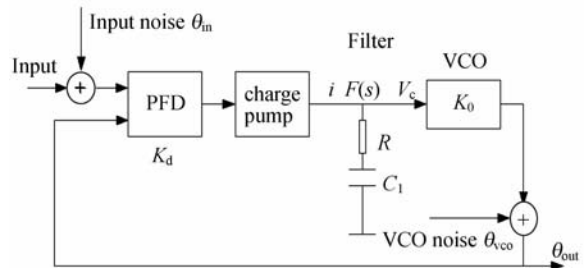 Input noise θin
Filter
Input
VCO
+
PFD
charge
pump
i F(s) Vc
K0
Kd
R
C1
+
VCO noise θvco
θout